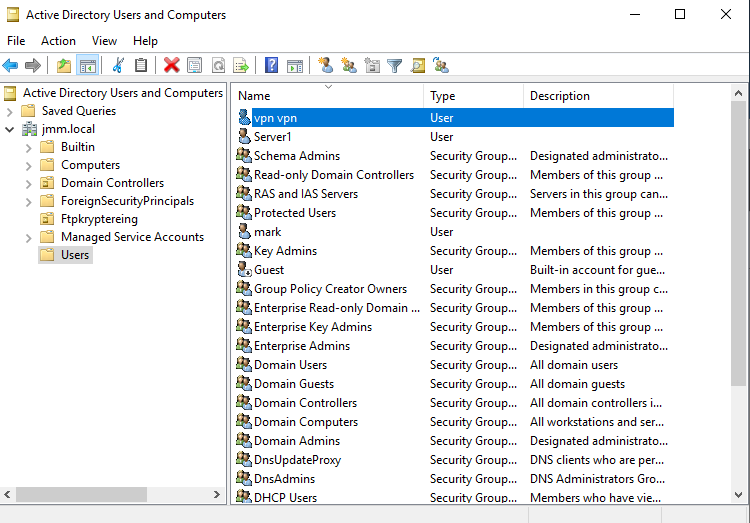 Active Directory Users and Computers
File Action View Help
Active Directory Users and Computers
Saved Queries
jmm.local
Builtin
Computers
Domain Controllers
ForeignSecurityPrincipals
Ftpkryptereing
Managed Service Accounts
Users
Name Type Description
vpn vpn User
Server1 User
Schema Admins Security Group... Designated administrato...
Read-only Domain Controllers Security Group... Members of this group ...
RAS and IAS Servers Security Group... Servers in this group can...
Protected Users Security Group... Members of this group ...
mark User
Key Admins Security Group... Members of this group ...
Guest User Built-in account for gue...
Group Policy Creator Owners Security Group... Members in this group c...
Enterprise Read-only Domain ... Security Group... Members of this group ...
Enterprise Key Admins Security Group... Members of this group ...
Enterprise Admins Security Group... Designated administrato...
Domain Users Security Group... All domain users
Domain Guests Security Group... All domain guests
Domain Controllers Security Group... All domain controllers i...
Domain Computers Security Group... All workstations and ser...
Domain Admins Security Group... Designated administrato...
DnsUpdateProxy Security Group... DNS clients who are per...
DnsAdmins Security Group... DNS Administrators Gro...
DHCP Users Security Group... Members who have vie...